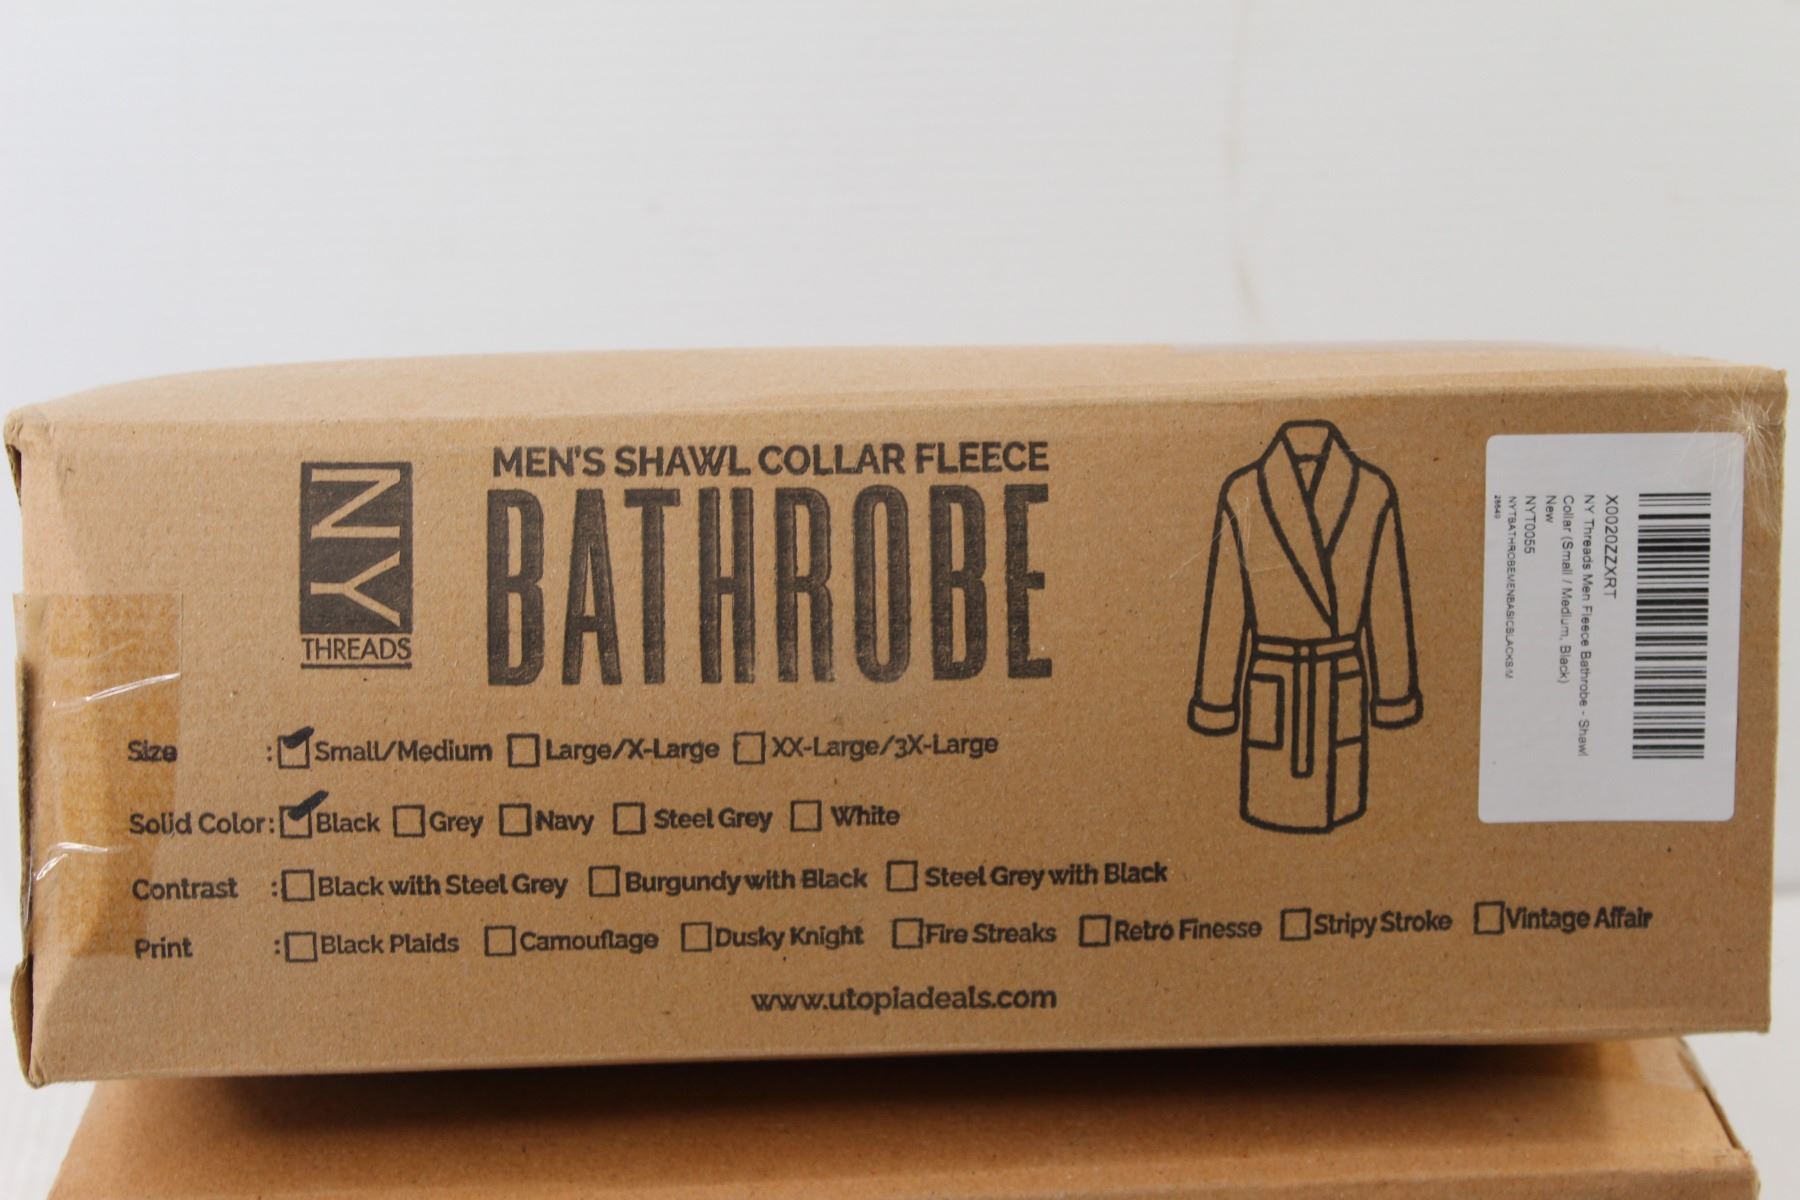 NY
THREADS
MEN'S SHAWL COLLAR FLEECE
BATHROBE
Size : Small/Medium Large/X-Large XX-Large/3X-Large
Solid Color: Black Grey Navy Steel Grey White
Contrast : Black with Steel Grey Burgundy with Black Steel Grey with Black
Print : Black Plaids Camouflage Dusky Knight Fire Streaks Retro Finesse Stripy Stroke Vintage Affair
www.utopiadeals.com
X0020ZZXRT
NY Threads Men Fleece Bathrobe - Shawl
Collar (Small / Medium, Black)
New
NYT0055
NYTBATHROBEMENBASICBLACKS/M